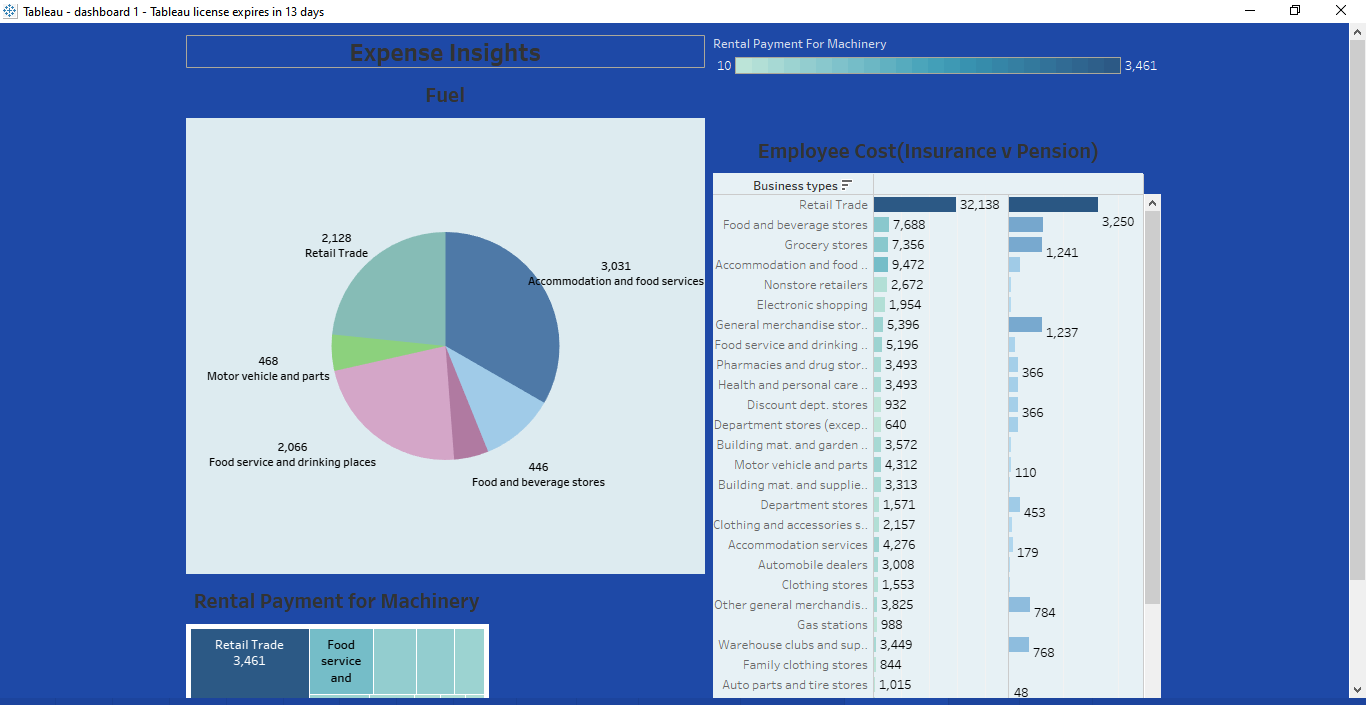 Tableau - dashboard 1 - Tableau license expires in 13 days
Expense Insights
Fuel
2,128
Retail Trade
3,031
Accommodation and food services
468
Motor vehicle and parts
2,066
Food service and drinking places
446
Food and beverage stores
Rental Payment for Machinery
Retail Trade
3,461
Food
service
and
Rental Payment For Machinery
10 3,461
Employee Cost(Insurance v Pension)
Business types
Retail Trade 32,138
3,250
Food and beverage stores 7,688
Grocery stores 7,356
1,241
Accommodation and food .. 9,472
Nonstore retailers 2,672
Electronic shopping 1,954
General merchandise stor.. 5,396
1,237
Food service and drinking .. 5,196
Pharmacies and drug stor.. 3,493
366
Health and personal care .. 3,493
Discount dept. stores 932
366
Department stores (excep.. 640
Building mat. and garden .. 3,572
Motor vehicle and parts 4,312
110
Building mat. and supplie.. 3,313
Department stores 1,571
453
Clothing and accessories s.. 2,157
Accommodation services 4,276
179
Automobile dealers 3,008
Clothing stores 1,553
Other general merchandis.. 3,825
784
Gas stations 988
Warehouse clubs and sup.. 3,449
768
Family clothing stores 844
Auto parts and tire stores 1,015
48